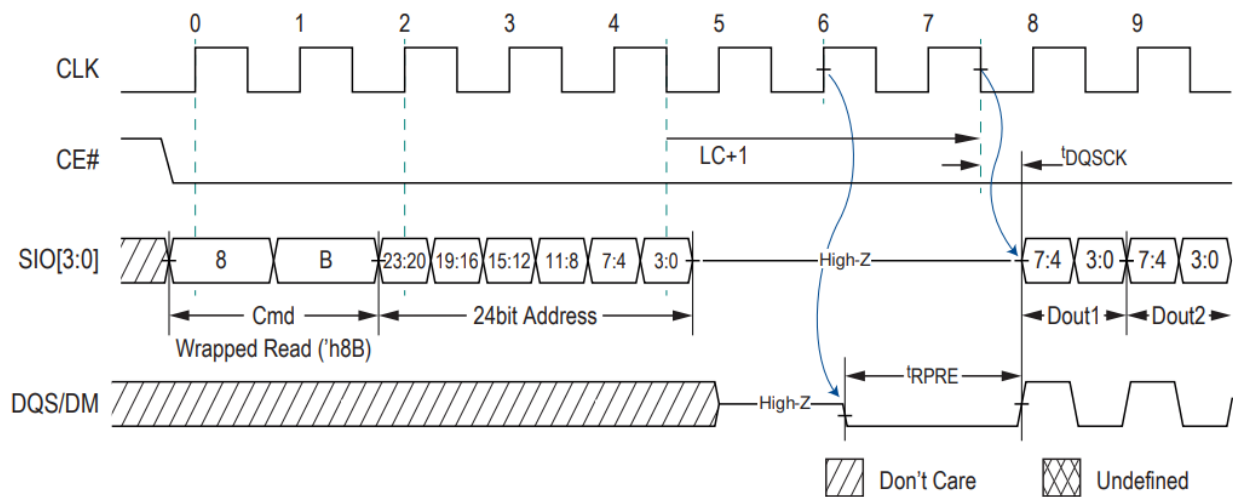 0 1 2 3 4 5 6 7 8 9
CLK
CE#
LC+1
tDQSCK
SIO[3:0]
8 B 23:20 19:16 15:12 11:8 7:4 3:0 High-Z 7:4 3:0 7:4 3:0
Cmd 24bit Address Dout1 Dout2
Wrapped Read ('h8B)
tRPRE
DQS/DM High-Z
Don't Care Undefined